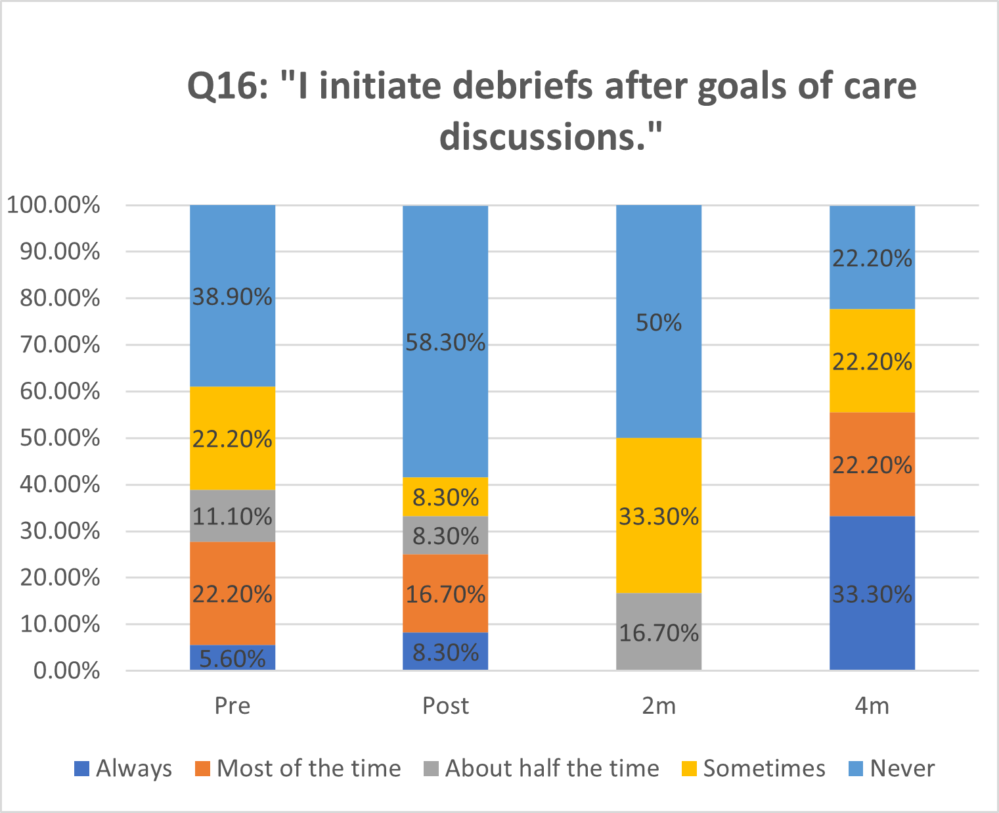 Q16: "I initiate debriefs after goals of care
discussions."
100.00%
90.00%
80.00%
70.00%
60.00%
50.00%
40.00%
30.00%
20.00%
10.00%
0.00%
38.90%
22.20%
11.10%
22.20%
5.60%
58.30%
8.30%
8.30%
16.70%
8.30%
50%
33.30%
16.70%
22.20%
22.20%
22.20%
33.30%
Pre
Post
2m
4m
Always
Most of the time
About half the time
Sometimes
Never